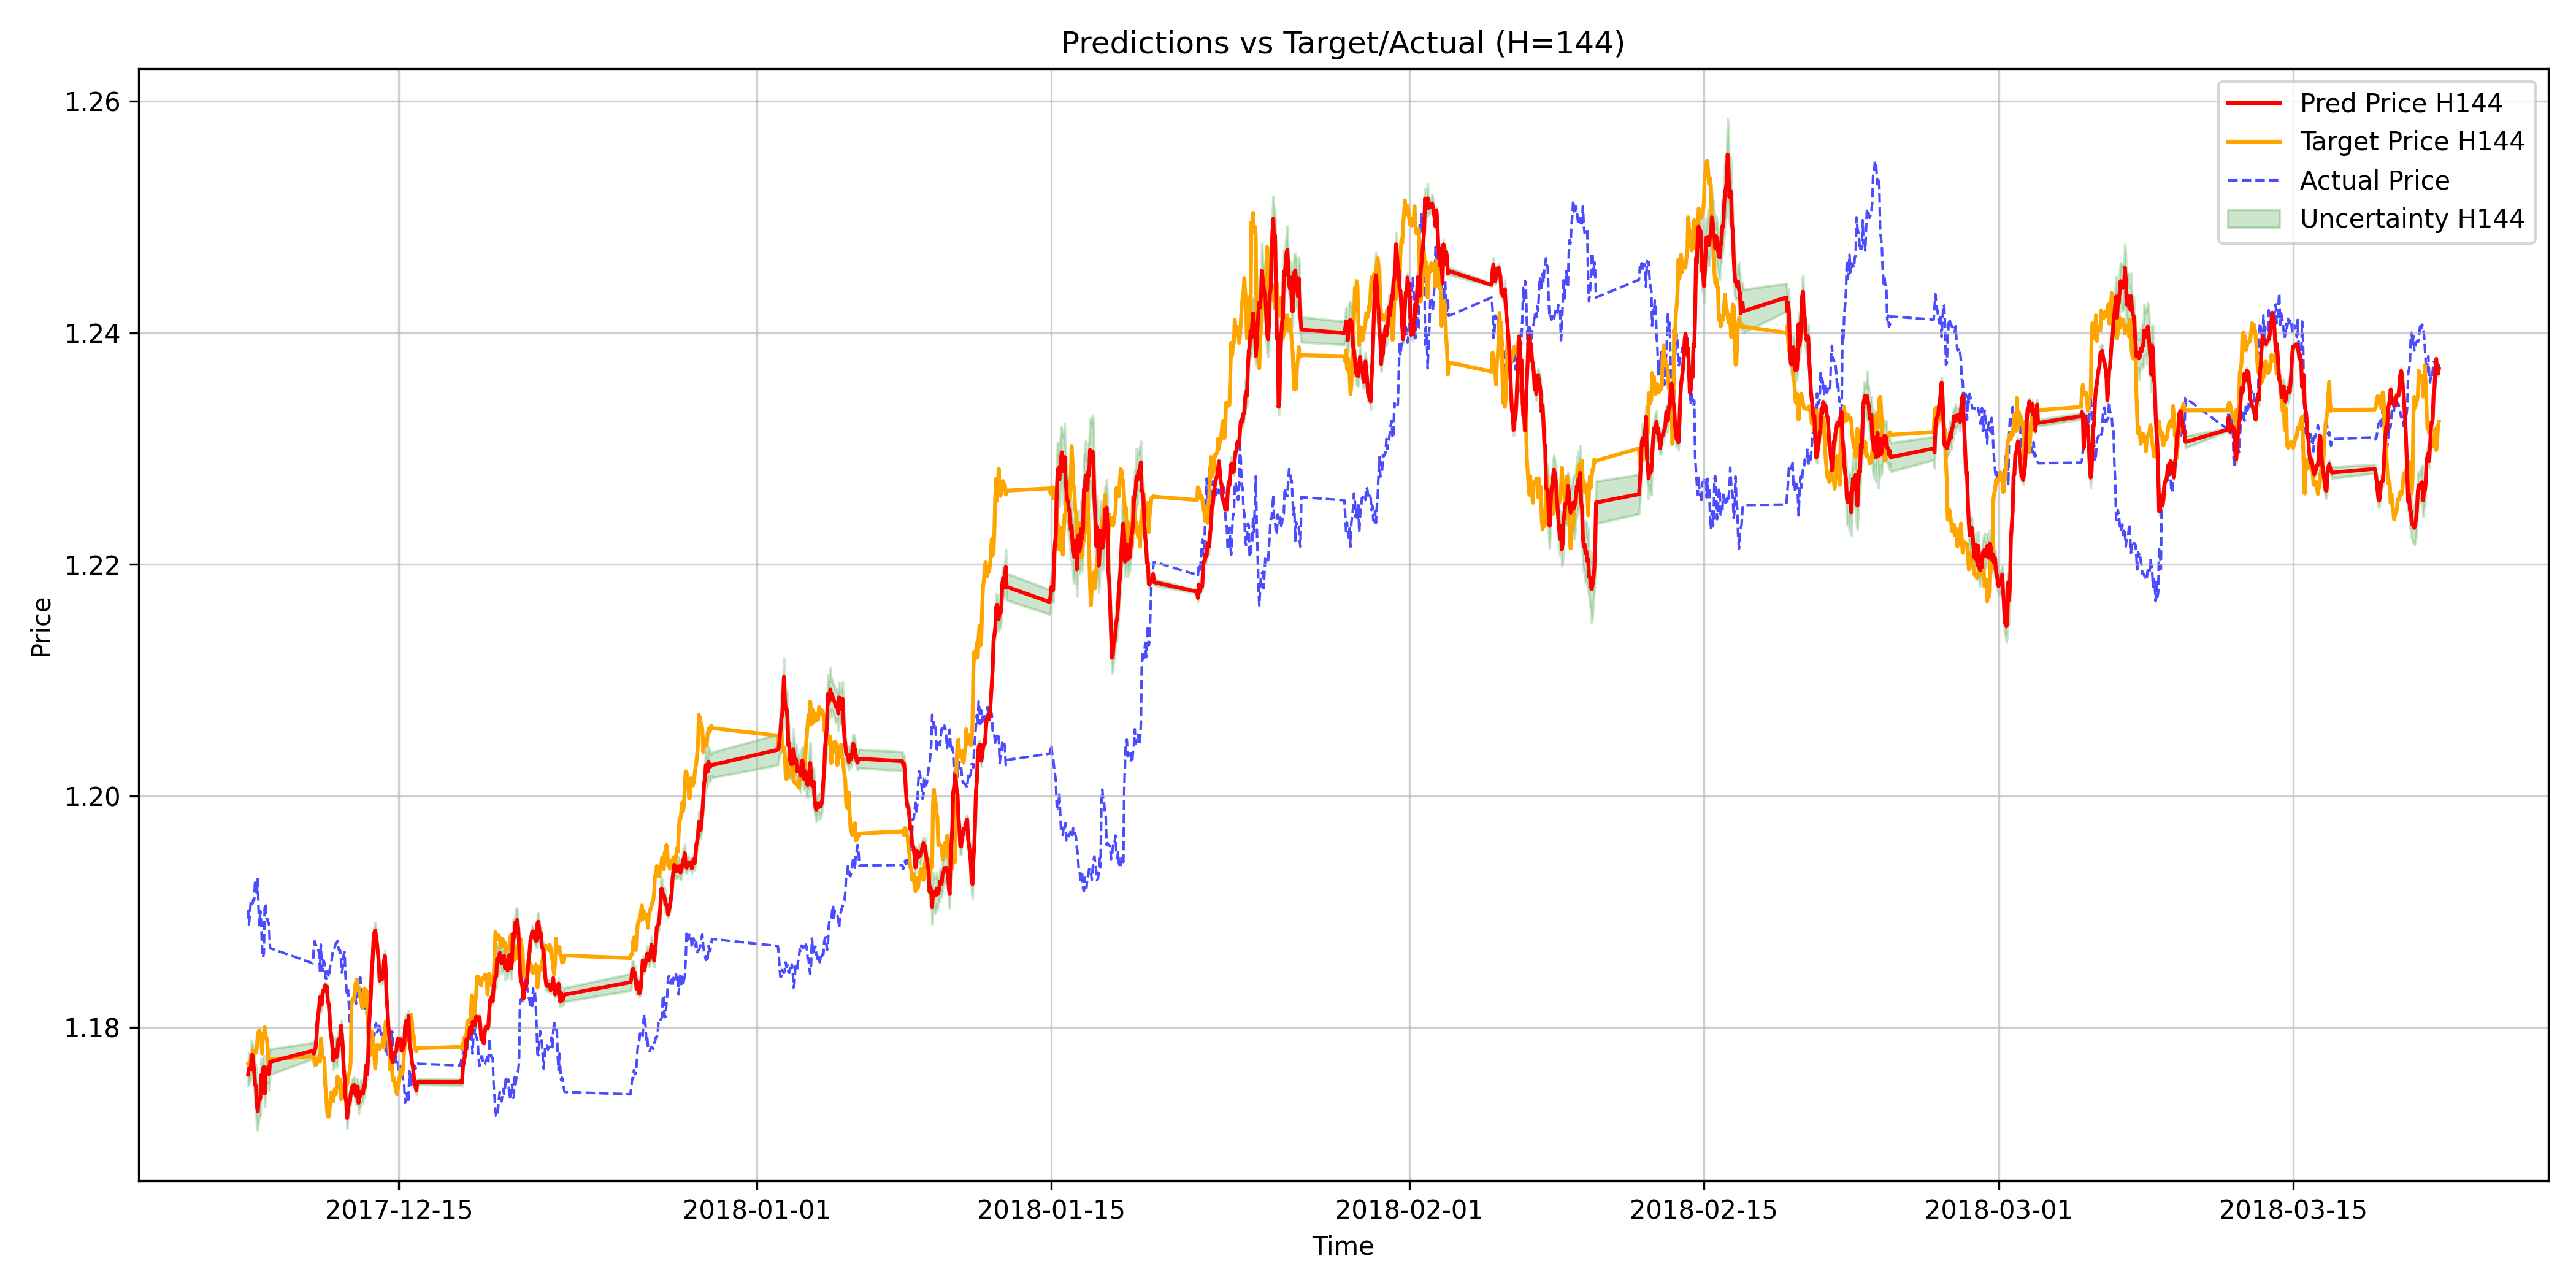 Predictions vs Target/Actual (H=144)
Pred Price H144
Target Price H144
Actual Price
Uncertainty H144
Price
1.26
1.24
1.22
1.20
1.18
2017-12-15
2018-01-01
2018-01-15
2018-02-01
2018-02-15
2018-03-01
2018-03-15
Time